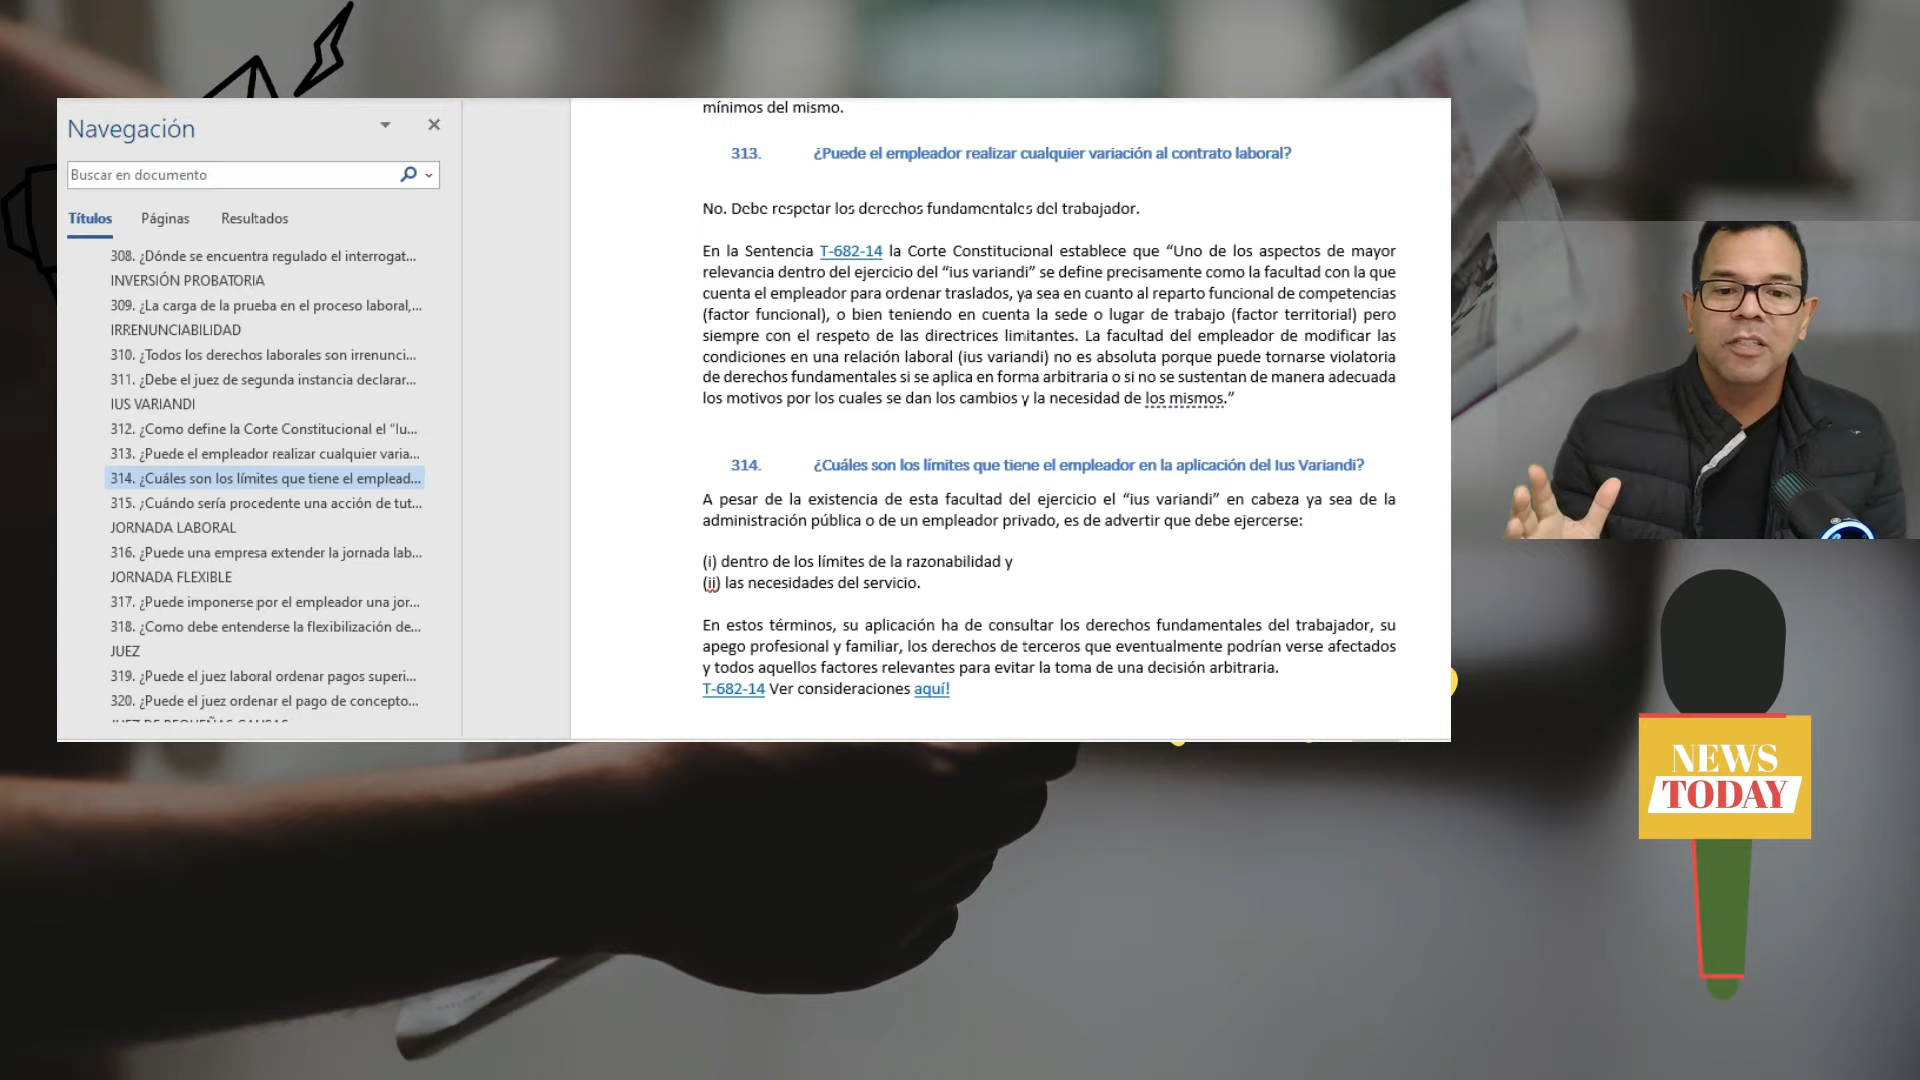 Navegación
Buscar en documento
Títulos Páginas Resultados
308. ¿Dónde se encuentra regulado el interrogat...
INVERSIÓN PROBATORIA
309. ¿La carga de la prueba en el proceso laboral,...
IRRENUNCIABILIDAD
310. ¿Todos los derechos laborales son irrenunci...
311. ¿Debe el juez de segunda instancia declarar...
IUS VARIANDI
312. ¿Como define la Corte Constitucional el "Iu...
313. ¿Puede el empleador realizar cualquier varia...
314. ¿Cuáles son los límites que tiene el emplead...
315. ¿Cuándo sería procedente una acción de tut...
JORNADA LABORAL
316. ¿Puede una empresa extender la jornada lab...
JORNADA FLEXIBLE
317. ¿Puede imponerse por el empleador una jor...
318. ¿Como debe entenderse la flexibilización de...
JUEZ
319. ¿Puede el juez laboral ordenar pagos superi...
320. ¿Puede el juez ordenar el pago de concepto...
JUEZ DE PEQUEÑAS CAUSAS
mínimos del mismo.
313. ¿Puede el empleador realizar cualquier variación al contrato laboral?
No. Debe respetar los derechos fundamentales del trabajador.
En la Sentencia T-682-14 la Corte Constitucional establece que “Uno de los aspectos de mayor
relevancia dentro del ejercicio del “ius variandi” se define precisamente como la facultad con la que
cuenta el empleador para ordenar traslados, ya sea en cuanto al reparto funcional de competencias
(factor funcional), o bien teniendo en cuenta la sede o lugar de trabajo (factor territorial) pero
siempre con el respeto de las directrices limitantes. La facultad del empleador de modificar las
condiciones en una relación laboral (ius variandi) no es absoluta porque puede tornarse violatoria
de derechos fundamentales si se aplica en forma arbitraria o si no se sustentan de manera adecuada
los motivos por los cuales se dan los cambios y la necesidad de los mismos.”
314. ¿Cuáles son los límites que tiene el empleador en la aplicación del Ius Variandi?
A pesar de la existencia de esta facultad del ejercicio el “ius variandi” en cabeza ya sea de la
administración pública o de un empleador privado, es de advertir que debe ejercerse:
(i) dentro de los límites de la razonabilidad y
(ii) las necesidades del servicio.
En estos términos, su aplicación ha de consultar los derechos fundamentales del trabajador, su
apego profesional y familiar, los derechos de terceros que eventualmente podrían verse afectados
y todos aquellos factores relevantes para evitar la toma de una decisión arbitraria.
T-682-14 Ver consideraciones aquí!
NEWS
TODAY